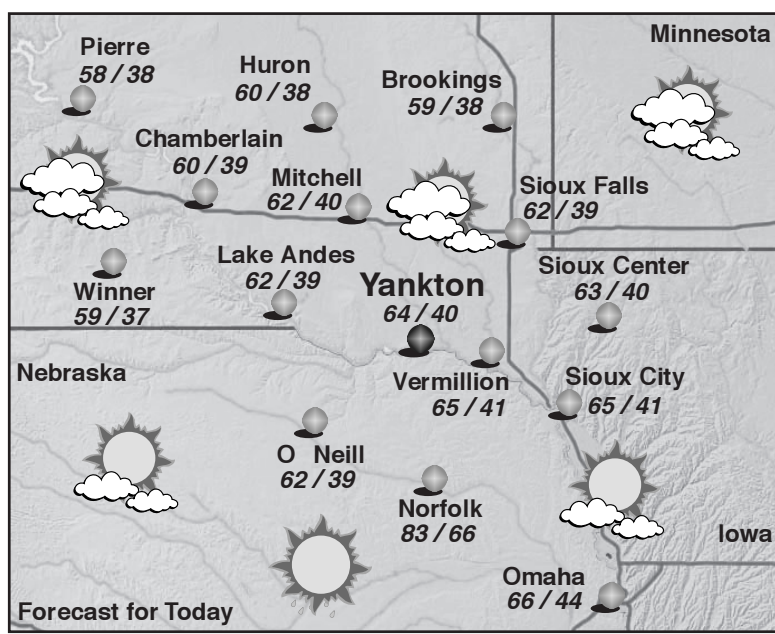 Minnesota
Pierre
58 / 38
Huron
60 / 38
Brookings
59 / 38
Chamberlain
60 / 39
Mitchell
62 / 40
Sioux Falls
62 / 39
Lake Andes
62 / 39
Yankton
64 / 40
Sioux Center
63 / 40
Winner
59 / 37
Nebraska
Vermillion
65 / 41
Sioux City
65 / 41
O Neill
62 / 39
Norfolk
83 / 66
Iowa
Omaha
66 / 44
Forecast for Today